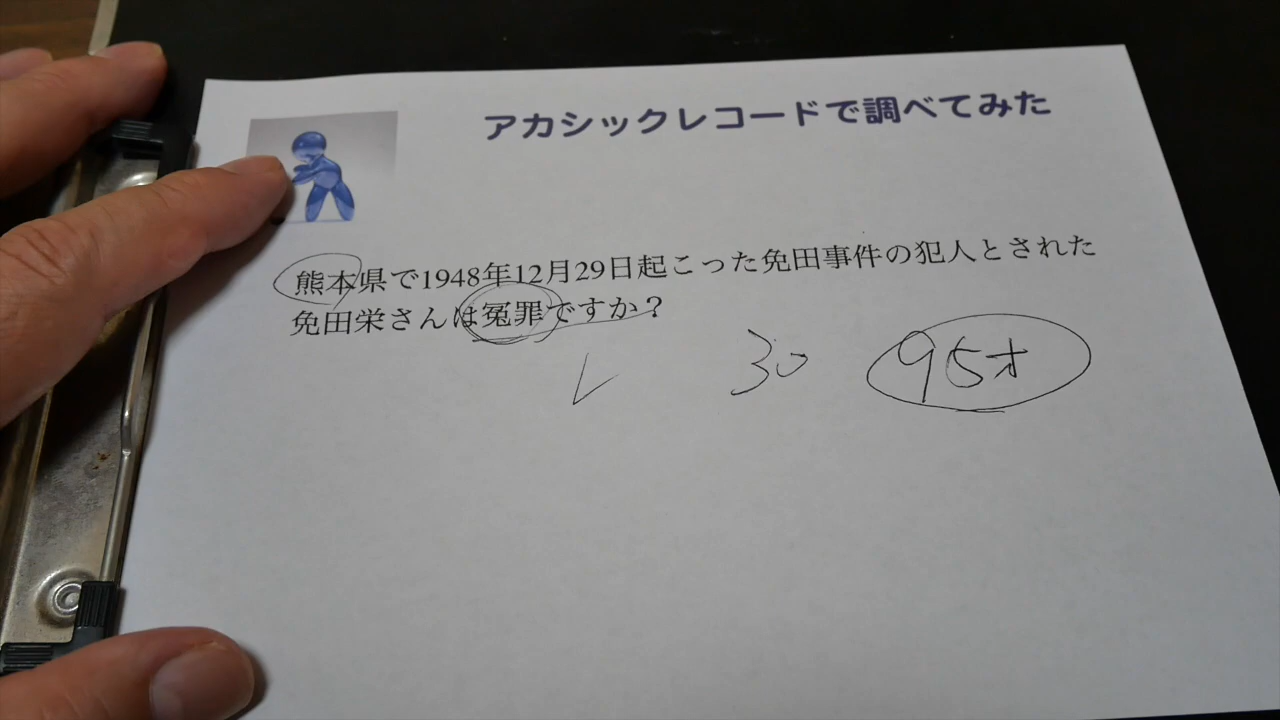 アカシックレコードで調べてみた
熊本県で1948年12月29日起こった免田事件の犯人とされた
免田栄さんは冤罪ですか？
30 95才